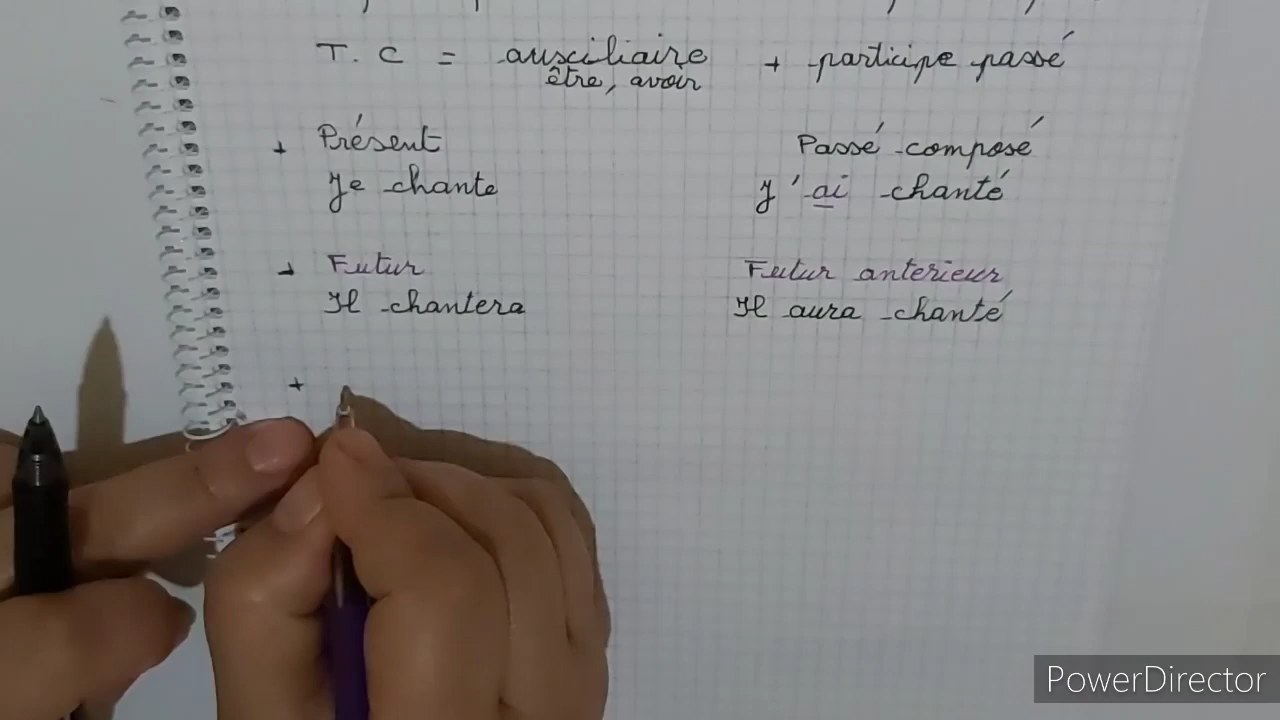 T. C = auxiliaire + participe passé
être, avoir
+ Présent Passé composé
Je chante J'ai chanté
+ Futur Futur anterieur
Il chantera Il aura chanté
+
PowerDirector